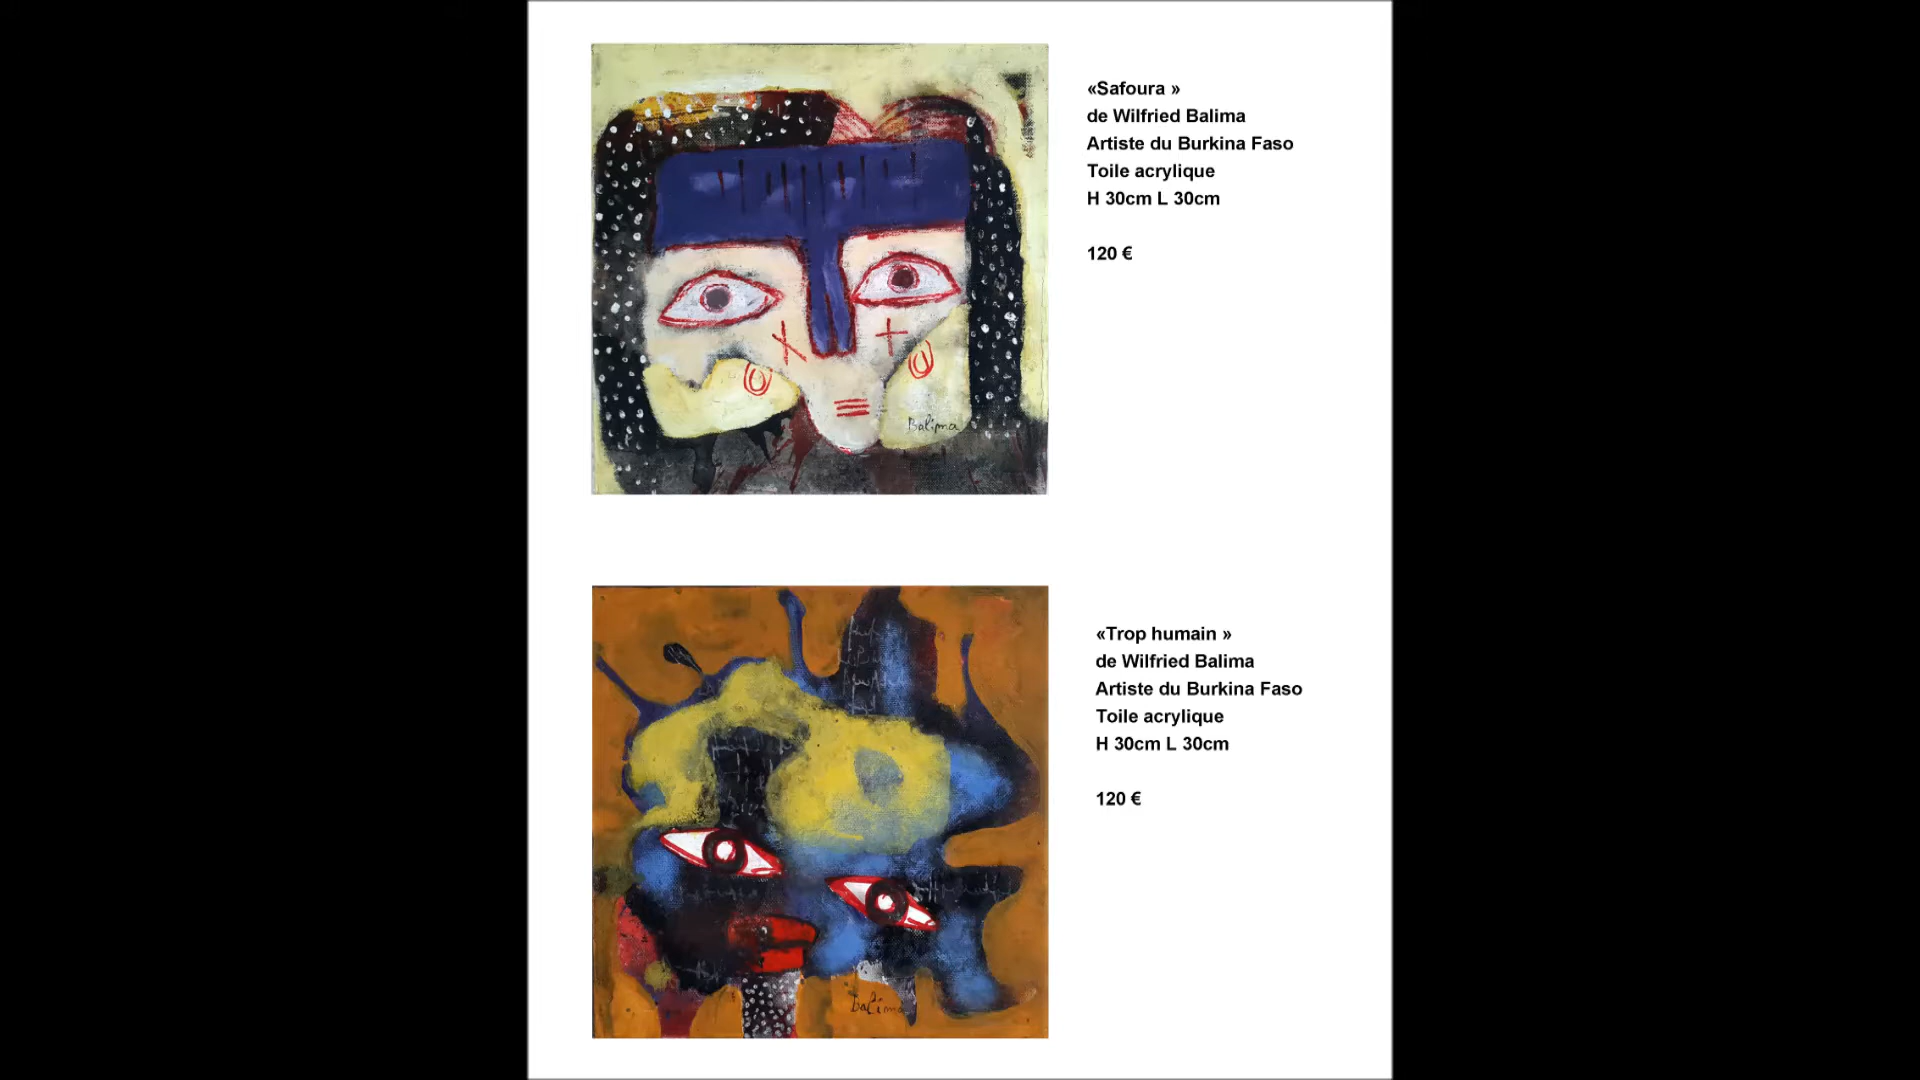 «Safoura »
de Wilfried Balima
Artiste du Burkina Faso
Toile acrylique
H 30cm L 30cm
120 €
Balima
«Trop humain »
de Wilfried Balima
Artiste du Burkina Faso
Toile acrylique
H 30cm L 30cm
120 €
Balima